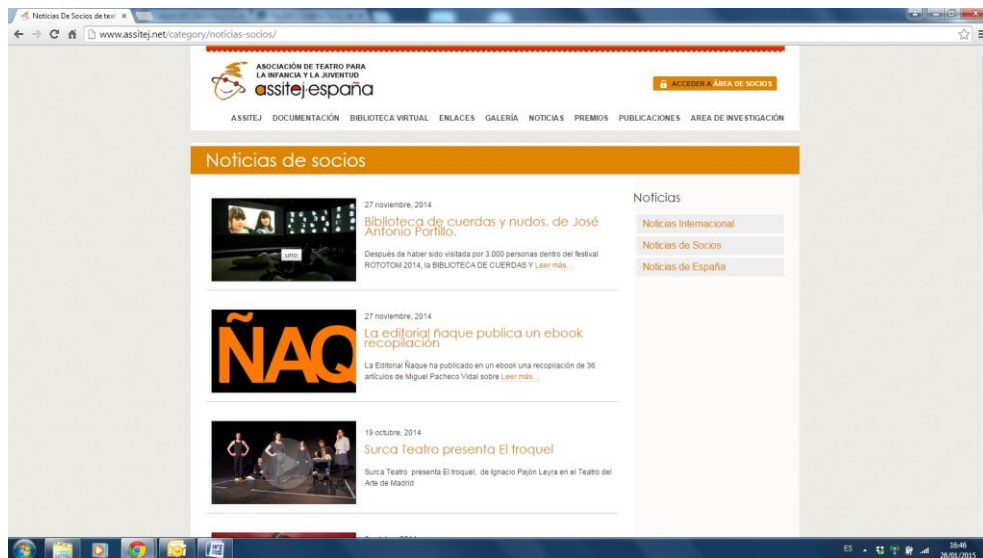 Noticias De Socios de tea
www.assitej.net/category/noticias-socios/
ASOCIACIÓN DE TEATRO PARA
LA INFANCIA Y LA JUVENTUD
assitej·españa
ACCEDER A ÁREA DE SOCIOS
ASSITEJ DOCUMENTACIÓN BIBLIOTECA VIRTUAL ENLACES GALERÍA NOTICIAS PREMIOS PUBLICACIONES AREA DE INVESTIGACIÓN
Noticias de socios
27 noviembre, 2014
Biblioteca de cuerdas y nudos, de José
Antonio Portillo.
Después de haber sido visitada por 3.000 personas dentro del festival
ROTOTOM 2014, la BIBLIOTECA DE CUERDAS Y Leer más...
uno
27 noviembre, 2014
La editorial ñaque publica un ebook
recopilación
La Editorial Ñaque ha publicado en un ebook una recopilación de 36
artículos de Miguel Pacheco Vidal sobre Leer más...
ÑAQ
19 octubre, 2014
Surca Teatro presenta El troquel
Surca Teatro presenta El troquel, de Ignacio Pajón Leyra en el Teatro del
Arte de Madrid
Noticias
Noticias Internacional
Noticias de Socios
Noticias de España
ES
16:46
28/01/2015